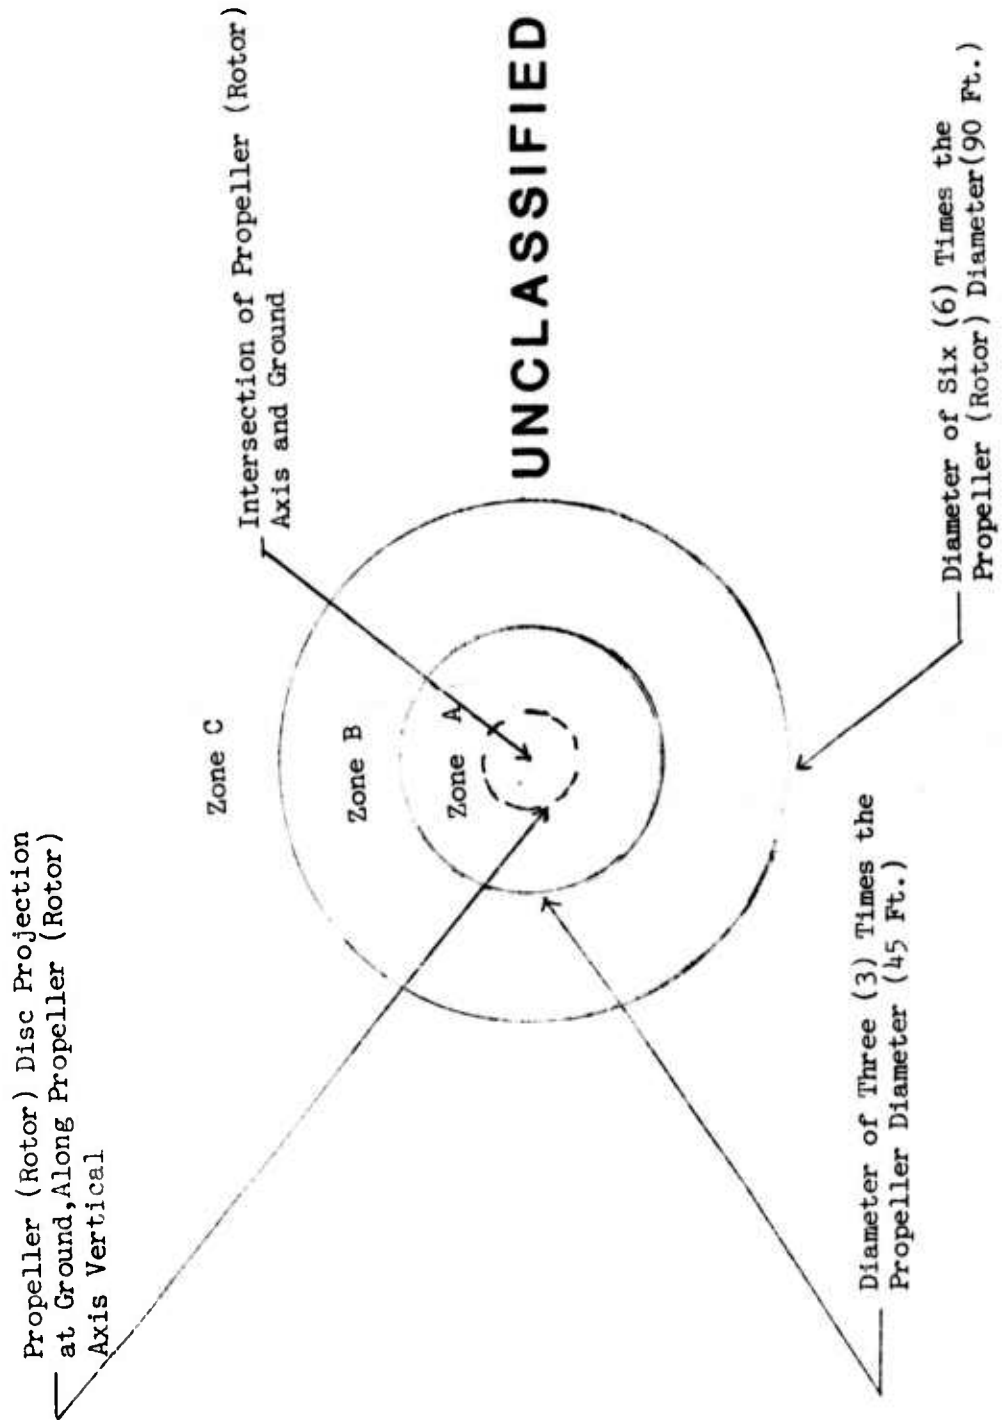 Propeller (Rotor) Disc Projection
at Ground,Along Propeller (Rotor)
Axis Vertical
Intersection of Propeller (Rotor)
Axis and Ground
Zone C
Zone B
Zone A
UNCLASSIFIED
Diameter of Three (3) Times the
Propeller Diameter (45 Ft.)
Diameter of Six (6) Times the
Propeller (Rotor) Diameter(90 Ft.)